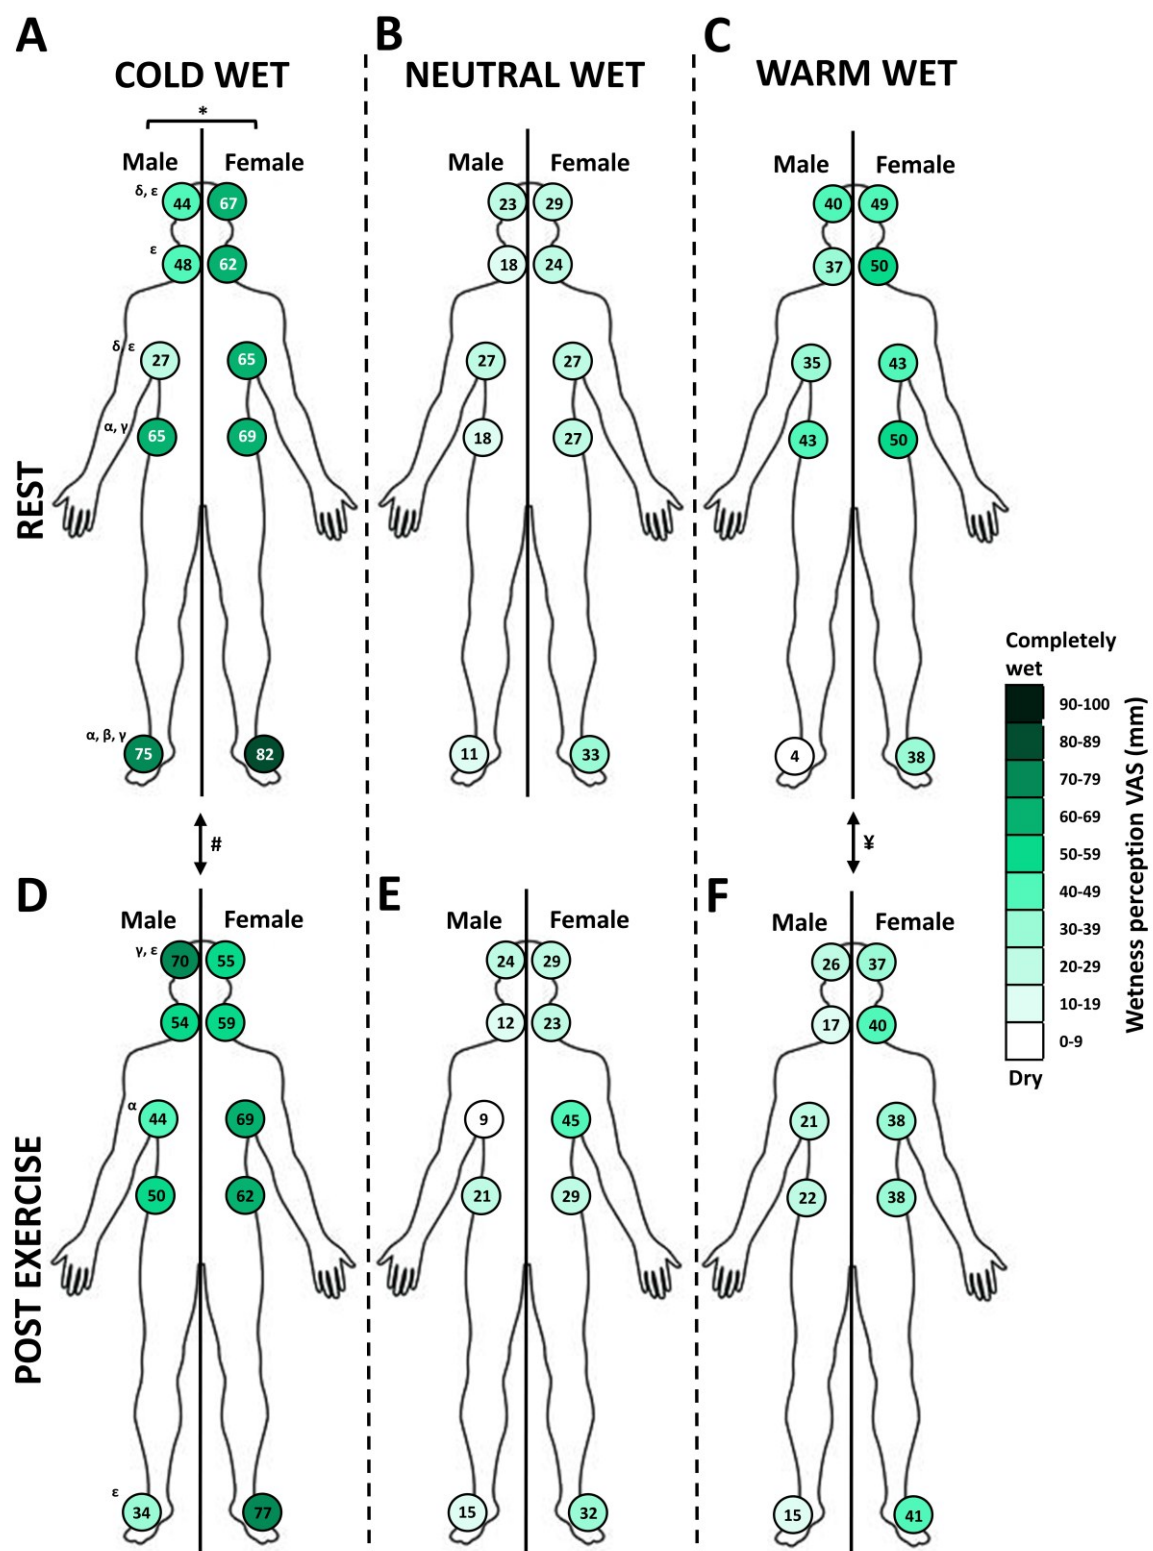 A
B
C
COLD WET
NEUTRAL WET
WARM WET
*
Male Female
Male Female
Male Female
δ, ε 44 67
23 29
40 49
ε 48 62
18 24
37 50
δ, ε 27 65
27 27
35 43
α, γ 65 69
18 27
43 50
REST
α, β, γ 75 82
11 33
4 38
#
¥
Completely
wet
90-100
80-89
70-79
60-69
50-59
40-49
30-39
20-29
10-19
0-9
Dry
Wetness perception VAS (mm)
D
E
F
Male Female
Male Female
Male Female
γ, ε 70 55
24 29
26 37
54 59
12 23
17 40
α 44 69
9 45
21 38
50 62
21 29
22 38
POST EXERCISE
ε 34 77
15 32
15 41